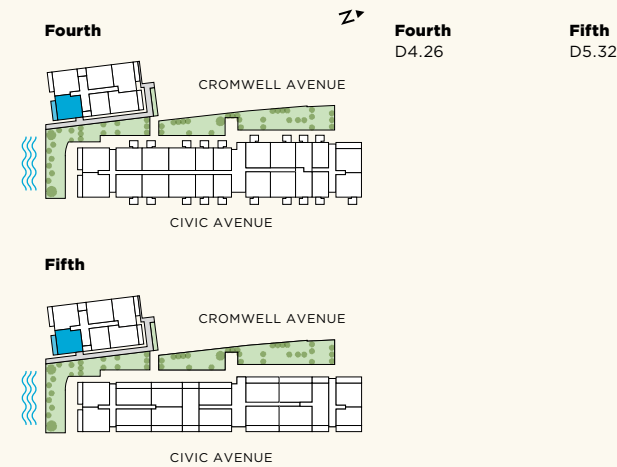 Fourth
Z
CROMWELL AVENUE
CIVIC AVENUE
Fifth
CROMWELL AVENUE
CIVIC AVENUE
Fourth
D4.26
Fifth
D5.32